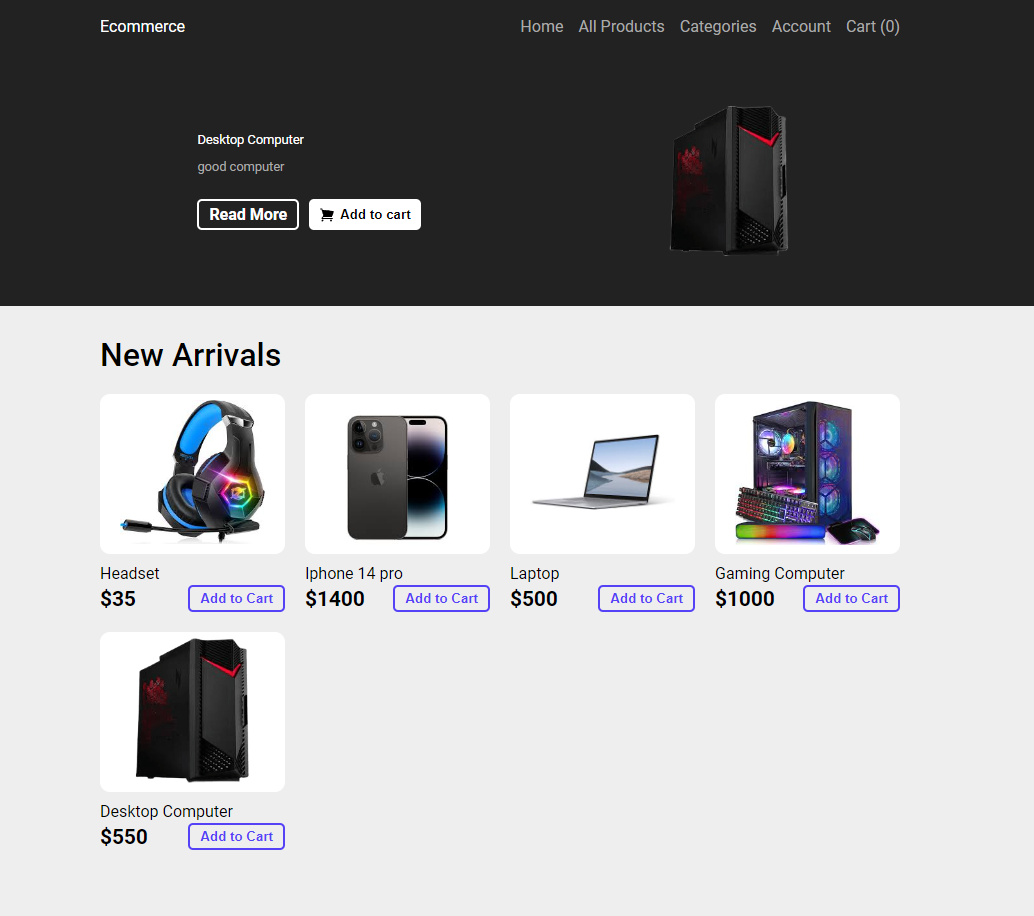 Ecommerce Home All Products Categories Account Cart (0)
Desktop Computer
good computer
Read More Add to cart
New Arrivals
Headset
$35 Add to Cart
Iphone 14 pro
$1400 Add to Cart
Laptop
$500 Add to Cart
Gaming Computer
$1000 Add to Cart
Desktop Computer
$550 Add to Cart